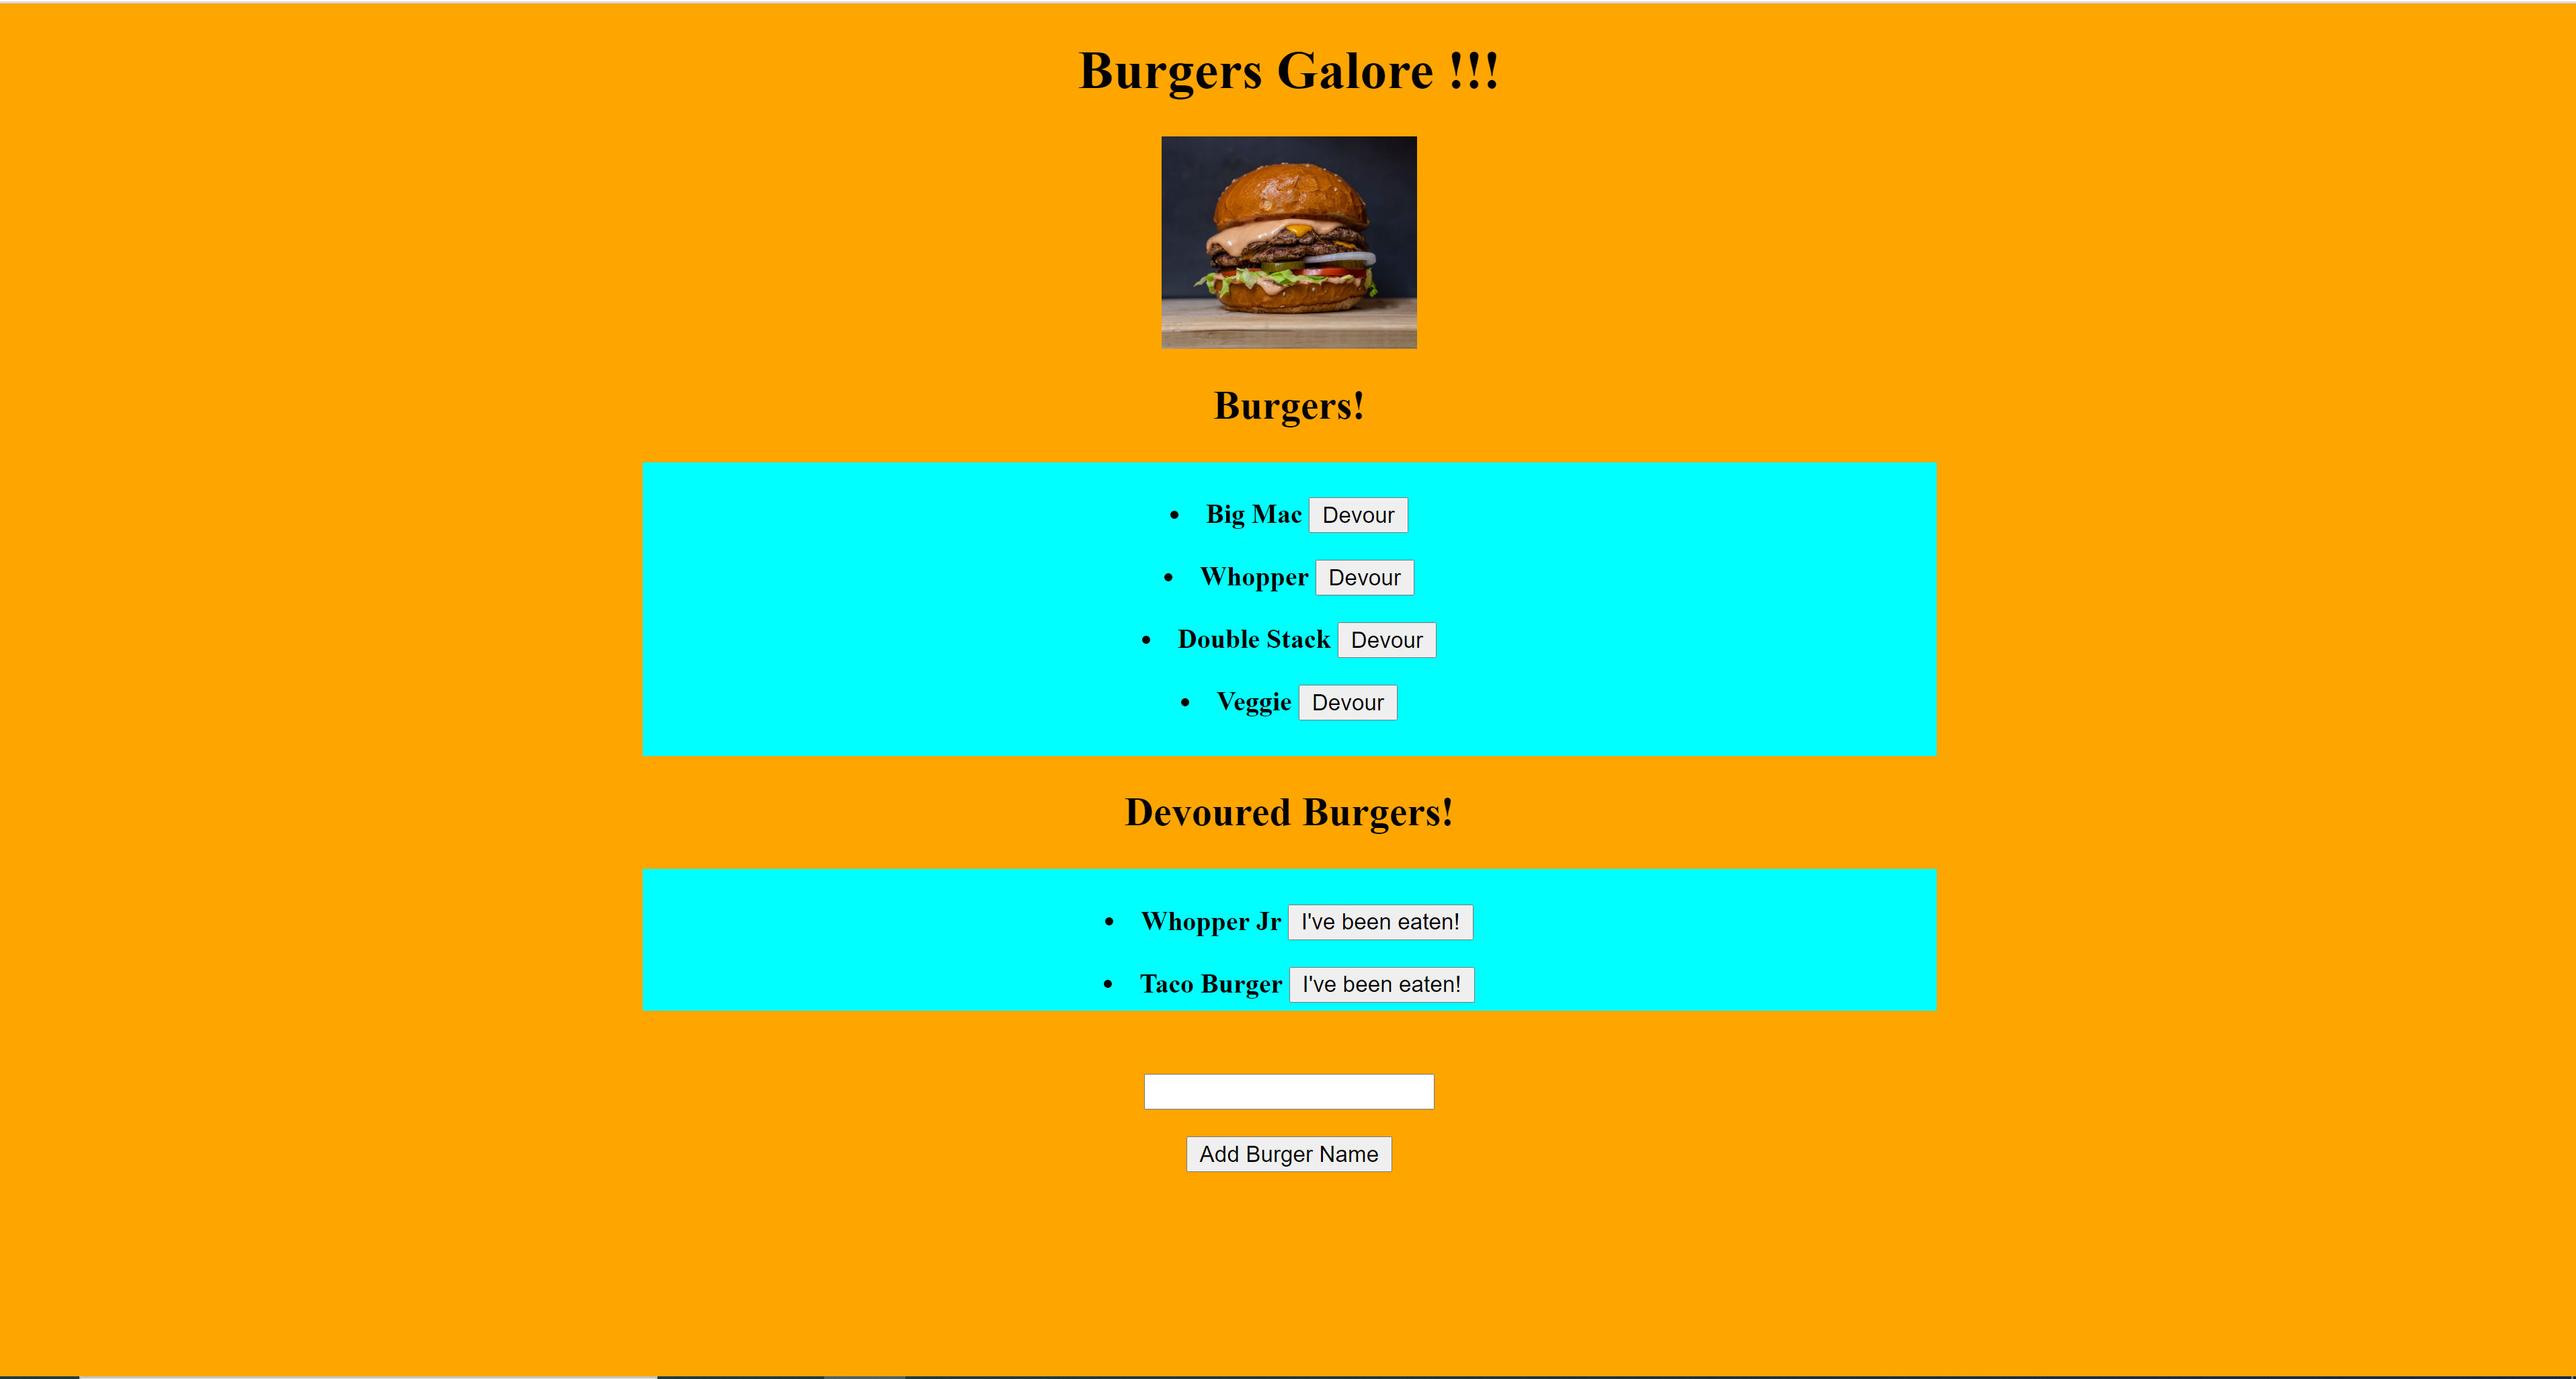 Burgers Galore !!!
Burgers!
• Big Mac Devour
• Whopper Devour
• Double Stack Devour
• Veggie Devour
Devoured Burgers!
• Whopper Jr I've been eaten!
• Taco Burger I've been eaten!
Add Burger Name